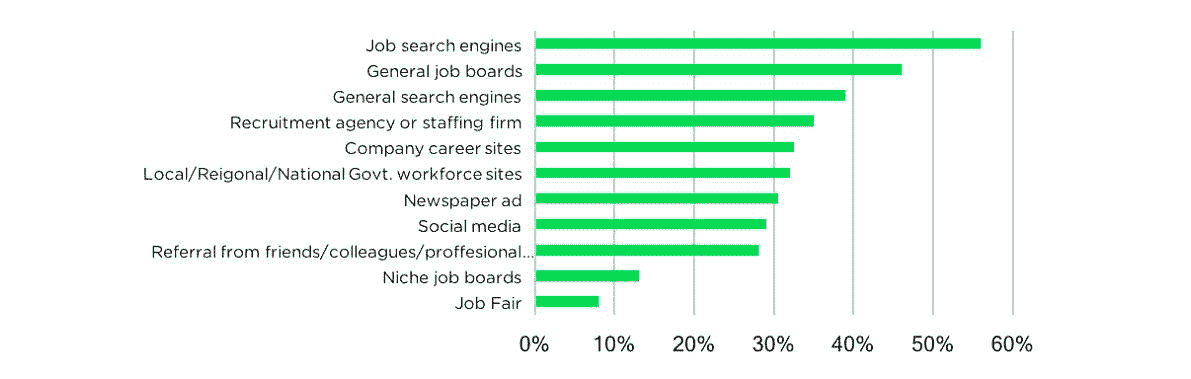 Job search engines
General job boards
General search engines
Recruitment agency or staffing firm
Company career sites
Local/Reigonal/National Govt. workforce sites
Newspaper ad
Social media
Referral from friends/colleagues/proffesional...
Niche job boards
Job Fair
0% 10% 20% 30% 40% 50% 60%